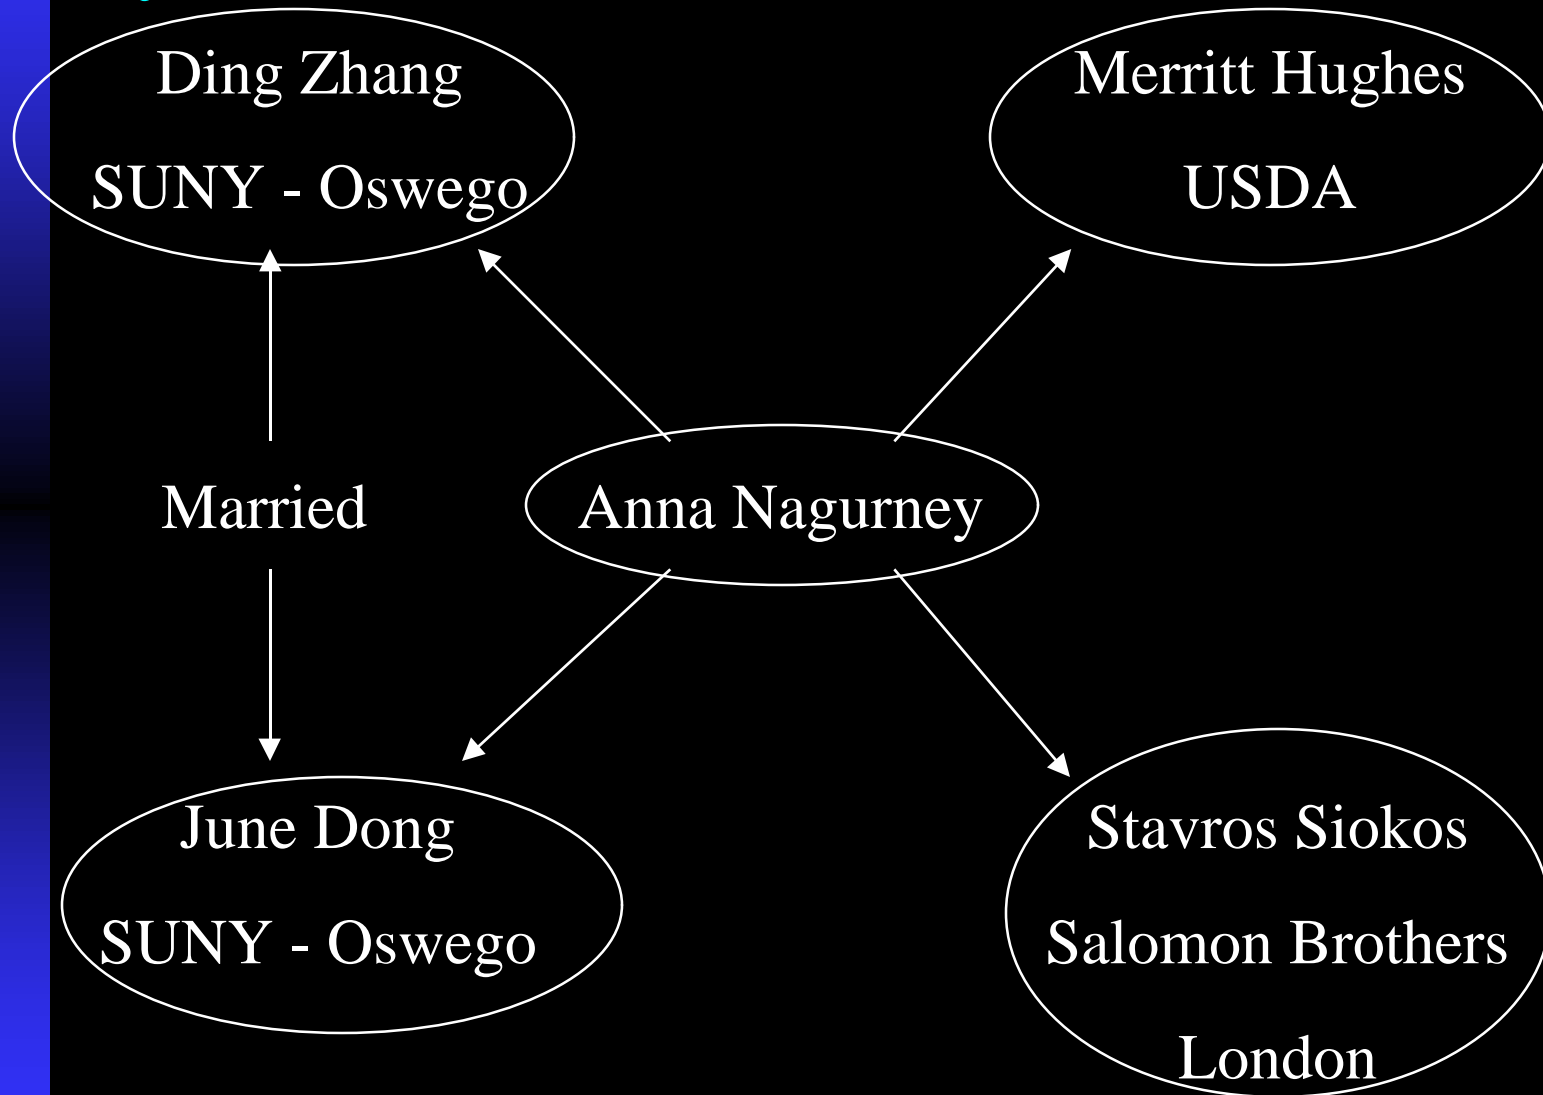 Ding Zhang
SUNY - Oswego
Merritt Hughes
USDA
Married
Anna Nagurney
June Dong
SUNY - Oswego
Stavros Siokos
Salomon Brothers
London